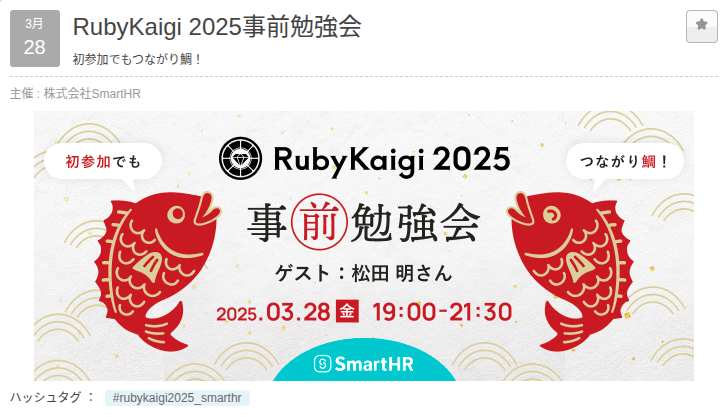 3月
28
RubyKaigi 2025事前勉強会
初参加でもつながり鯛！
主催 : 株式会社SmartHR
初参加でも
RubyKaigi 2025
つながり鯛！
事前勉強会
ゲスト：松田 明さん
2025.03.28 金 19:00-21:30
SmartHR
ハッシュタグ ： #rubykaigi2025_smarthr